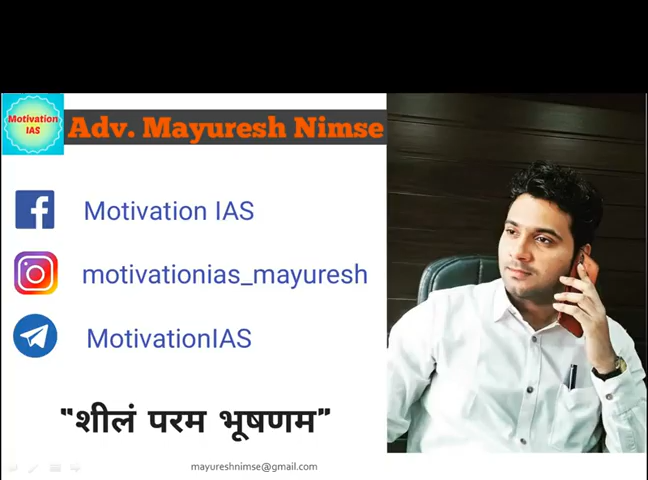 Motivation
IAS
Adv. Mayuresh Nimse
Motivation IAS
motivationias_mayuresh
MotivationIAS
"शीलं परम भूषणम”
mayureshnimse@gmail.com